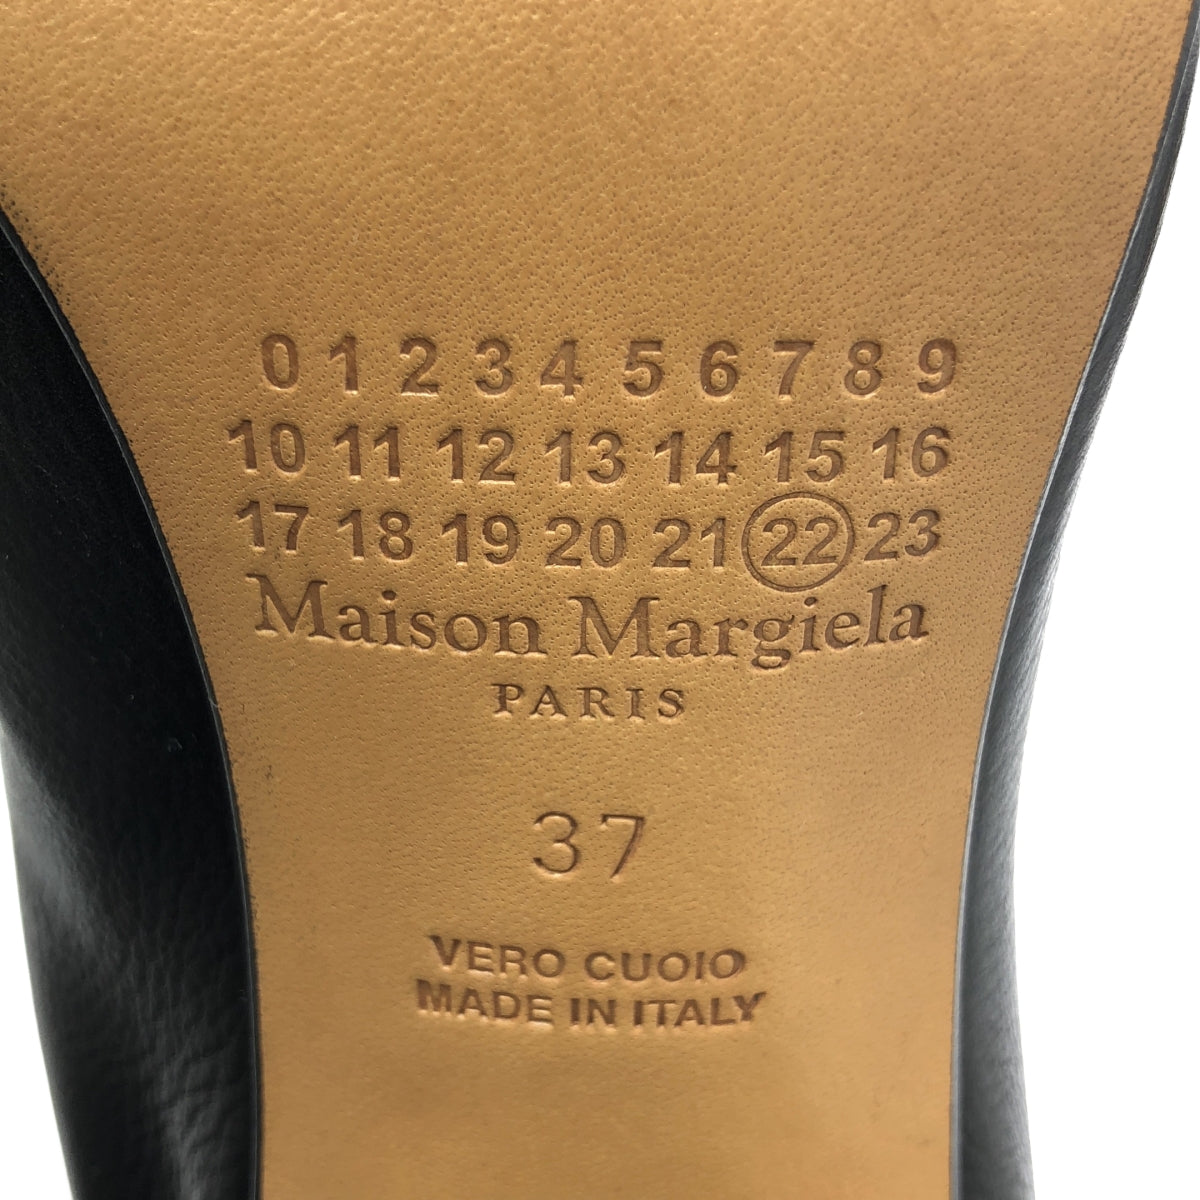 0 1 2 3 4 5 6 7 8 9
10 11 12 13 14 15 16
17 18 19 20 21 22 23
Maison Margiela
PARIS
37
VERO CUOIO
MADE IN ITALY